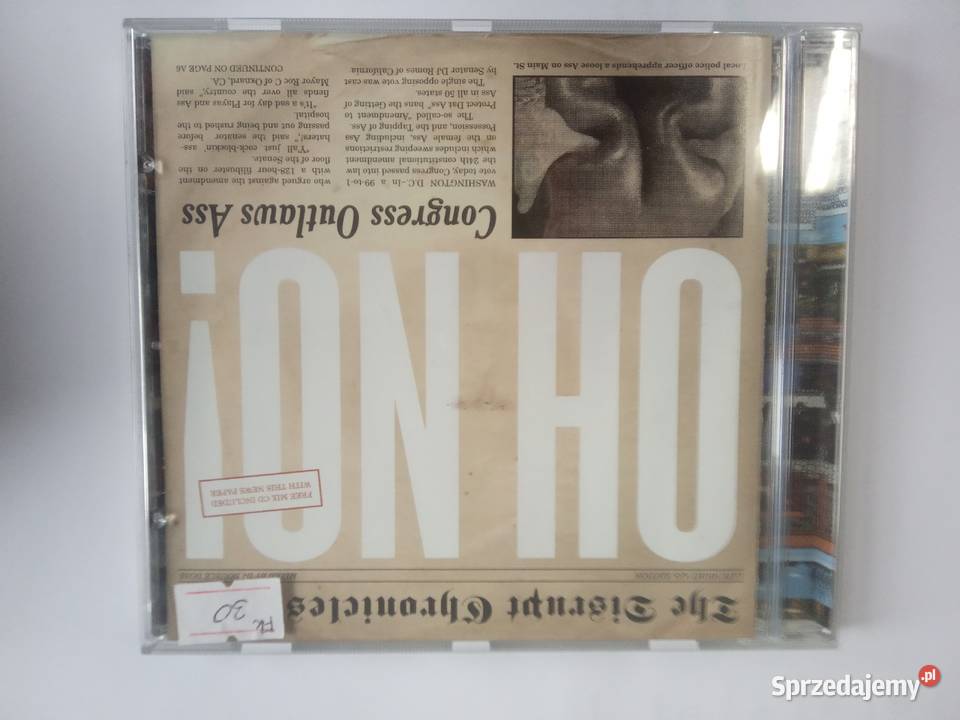 The Disrupt Chronicles
OH NO!
FREE MIX CD INCLUDED
WITH THIS NEWS PAPER
Congress Outlaws Ass
WASHINGTON D.C.-In a 99-to-1
vote today, Congress passed into law
the 24th constitutional amendment
which includes sweeping restrictions
on the female Ass, including Ass
Possession, and the Tapping of Ass.
The so-called "Amendment to
Protect Dat Ass" bans the Getting of
Ass in all 50 states.
The single opposing vote was cast
by Senator DJ Romes of California
who argued against the amendment
with a 128-hour filibuster on the
floor of the Senate.
"Y'all just cock-blockin' ass-
haters!," said the senator before
passing out and being rushed to the
hospital.
"It's a sad day for Playas and Ass
fiends all over the country," said
Mayor C Roc of Oxnard, CA.
CONTINUED ON PAGE A6
Local police officer apprehends a loose Ass on Main St.
30
Sprzedajemy.pl